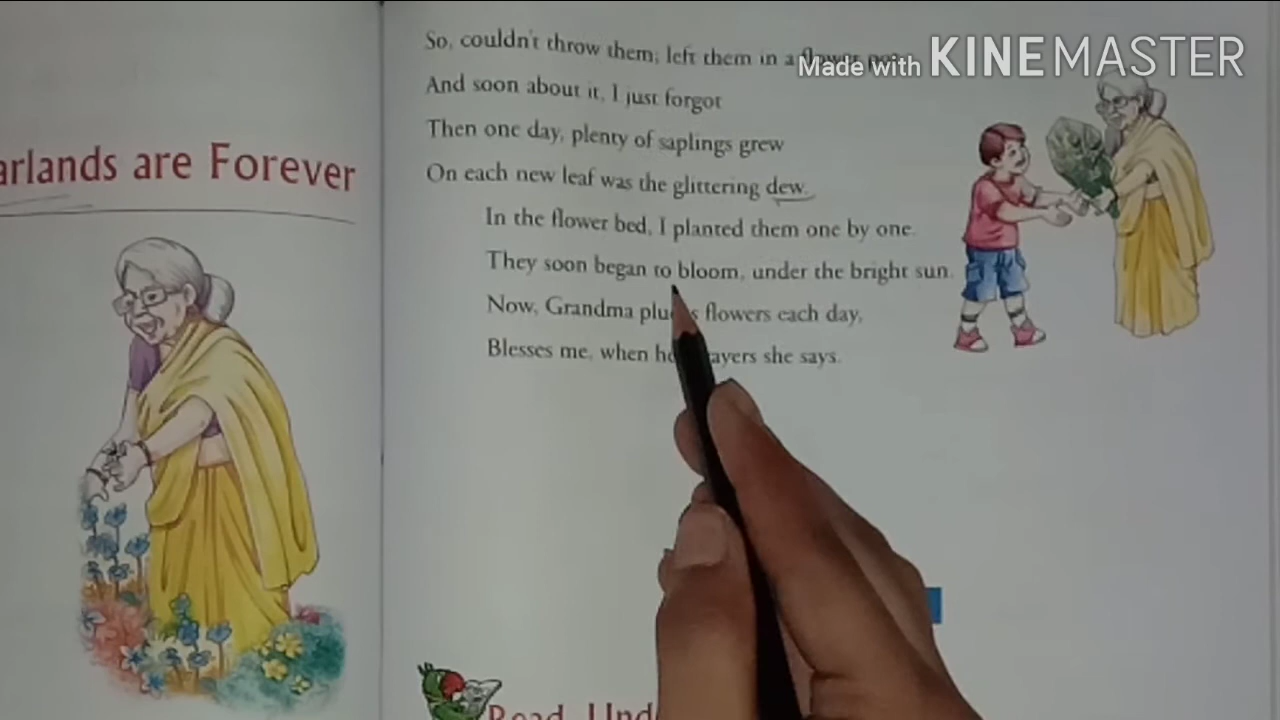 arlands are Forever
So, couldn't throw them; left them in a
And soon about it, I just forgot
Then one day, plenty of saplings grew
On each new leaf was the glittering dew.
In the flower bed, I planted them one by one.
They soon began to bloom, under the bright sun.
Now, Grandma flowers each day,
Blesses me, when she says.
Read
Made with KINEMASTER